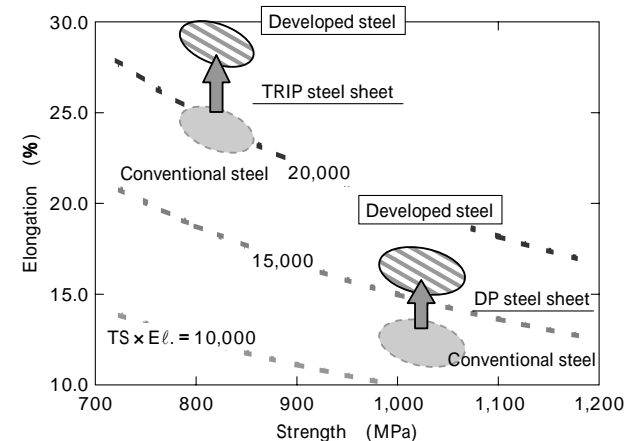 30.0
Developed steel
TRIP steel sheet
25.0
Conventional steel
20,000
20.0
Developed steel
15,000
15.0
DP steel sheet
TS × Eℓ. = 10,000
Conventional steel
10.0
Elongation (%)
700
800
900
1,000
1,100
1,200
Strength (MPa)